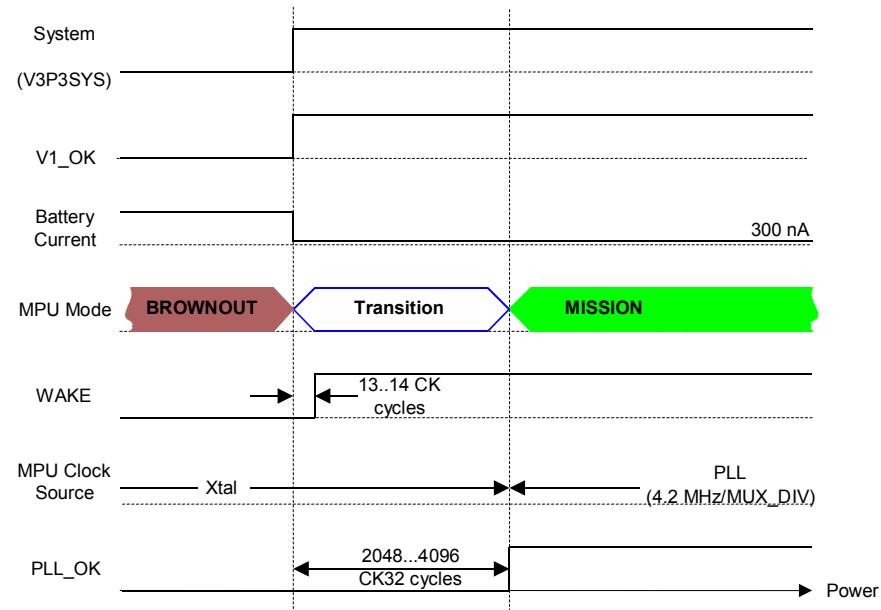 System
(V3P3SYS)
V1_OK
Battery
Current
300 nA
MPU Mode
BROWNOUT
Transition
MISSION
WAKE
13..14 CK
cycles
MPU Clock
Source
Xtal
PLL
(4.2 MHz/MUX_DIV)
PLL_OK
2048...4096
CK32 cycles
Power